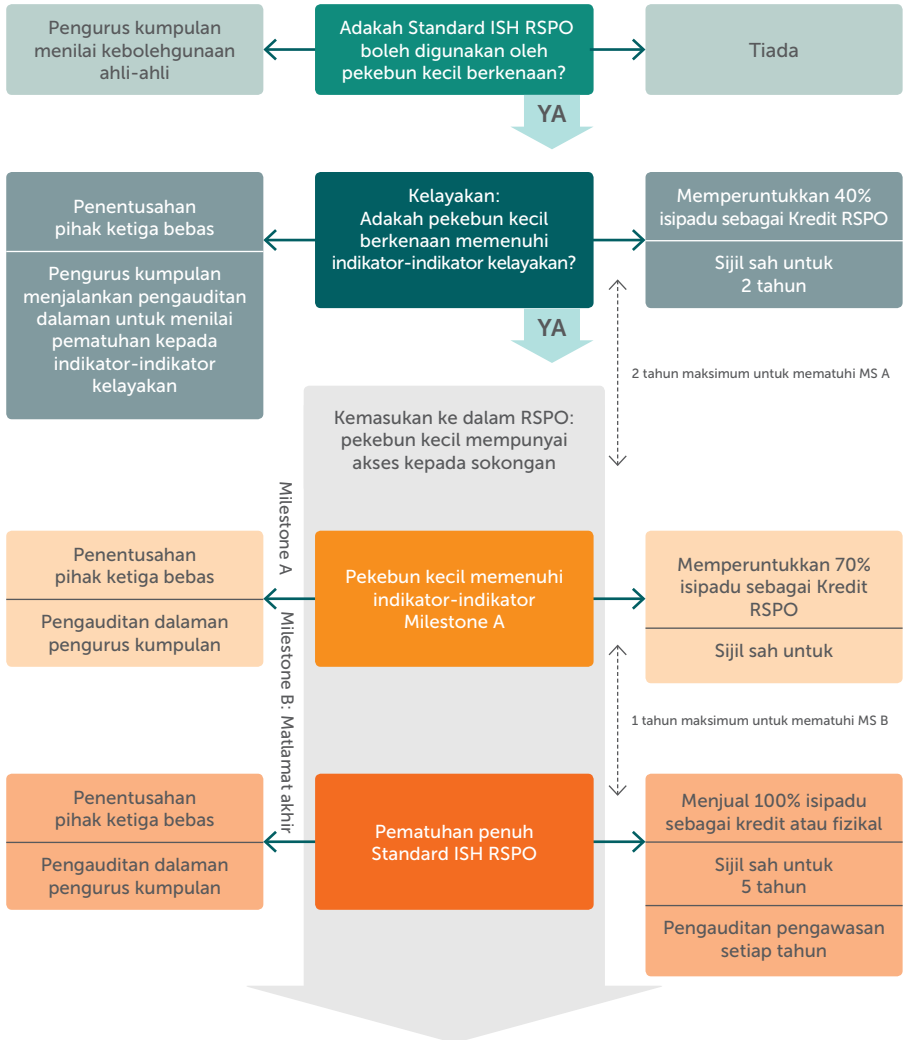 Pengurus kumpulan
menilai kebolehgunaan
ahli-ahli
Adakah Standard ISH RSPO
boleh digunakan oleh
pekebun kecil berkenaan?
Tiada
YA
Penentusahan
pihak ketiga bebas
Pengurus kumpulan
menjalankan pengauditan
dalaman untuk menilai
pematuhan kepada
indikator-indikator
kelayakan
Kelayakan:
Adakah pekebun kecil
berkenaan memenuhi
indikator-indikator kelayakan?
Memperuntukkan 40%
isipadu sebagai Kredit RSPO
Sijil sah untuk
2 tahun
YA
2 tahun maksimum untuk mematuhi MS A
Kemasukan ke dalam RSPO:
pekebun kecil mempunyai
akses kepada sokongan
Milestone A
Penentusahan
pihak ketiga bebas
Pengauditan dalaman
pengurus kumpulan
Pekebun kecil memenuhi
indikator-indikator
Milestone A
Memperuntukkan 70%
isipadu sebagai Kredit
RSPO
Sijil sah untuk
Milestone B: Matlamat akhir
1 tahun maksimum untuk mematuhi MS B
Penentusahan
pihak ketiga bebas
Pengauditan dalaman
pengurus kumpulan
Pematuhan penuh
Standard ISH RSPO
Menjual 100% isipadu
sebagai kredit atau fizikal
Sijil sah untuk
5 tahun
Pengauditan pengawasan
setiap tahun